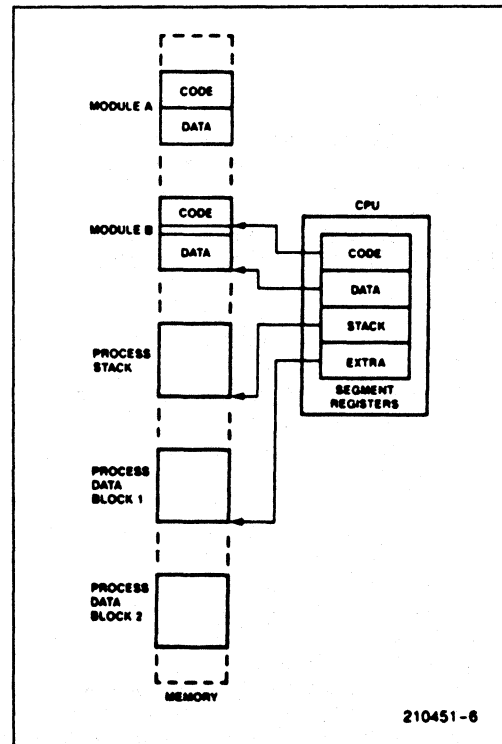 CODE
MODULE A
DATA
CPU
CODE
MODULE B
DATA
CODE
DATA
STACK
EXTRA
SEGMENT
REGISTERS
PROCESS
STACK
PROCESS
DATA
BLOCK 1
PROCESS
DATA
BLOCK 2
MEMORY
210451-6